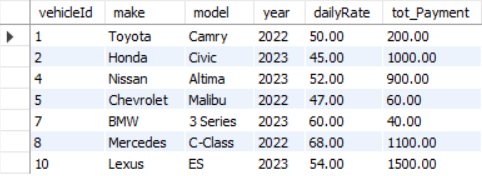 vehicleId make model year dailyRate tot_Payment
1 Toyota Camry 2022 50.00 200.00
2 Honda Civic 2023 45.00 1000.00
4 Nissan Altima 2023 52.00 900.00
5 Chevrolet Malibu 2022 47.00 60.00
7 BMW 3 Series 2023 60.00 40.00
8 Mercedes C-Class 2022 68.00 1100.00
10 Lexus ES 2023 54.00 1500.00